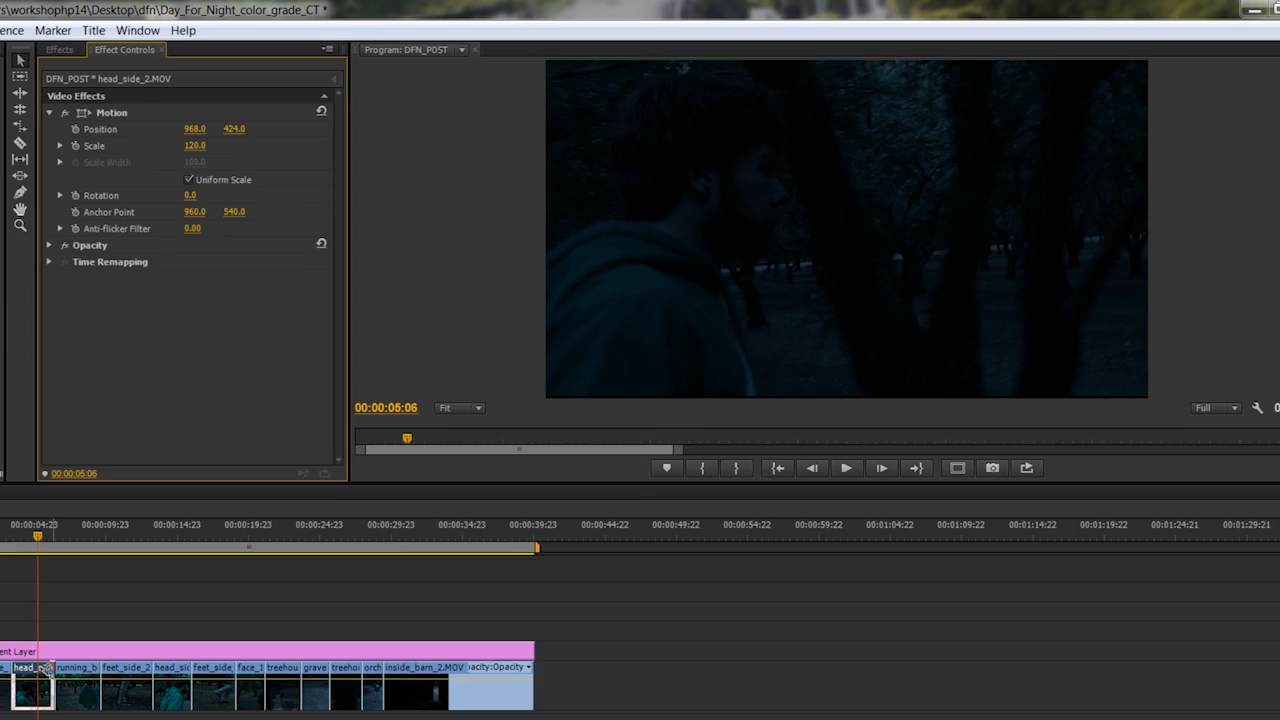 rs\workshophp14\Desktop\dfn\Day_For_Night_color_grade_CT *
ence Marker Title Window Help
Effects Effect Controls Program: DFN_POST
DFN_POST * head_side_2.MOV
Video Effects
Motion
Position 968.0 424.0
Scale 120.0
Scale Width 100.0
Uniform Scale
Rotation 0.0
Anchor Point 960.0 540.0
Anti-flicker Filter 0.00
Opacity
Time Remapping
00:00:05:06 Fit Full 0
00:00:05:06
00:00:04:23 00:00:09:23 00:00:14:23 00:00:19:23 00:00:24:23 00:00:29:23 00:00:34:23 00:00:39:23 00:00:44:22 00:00:49:22 00:00:54:22 00:00:59:22 00:01:04:22 00:01:09:22 00:01:14:22 00:01:19:22 00:01:24:21 00:01:29:21
ent Layer
running_b feet_side_2 head_sid feet_side_ face_1 treehou grave treehou orch inside_barn_2.MOV pacity:Opacity